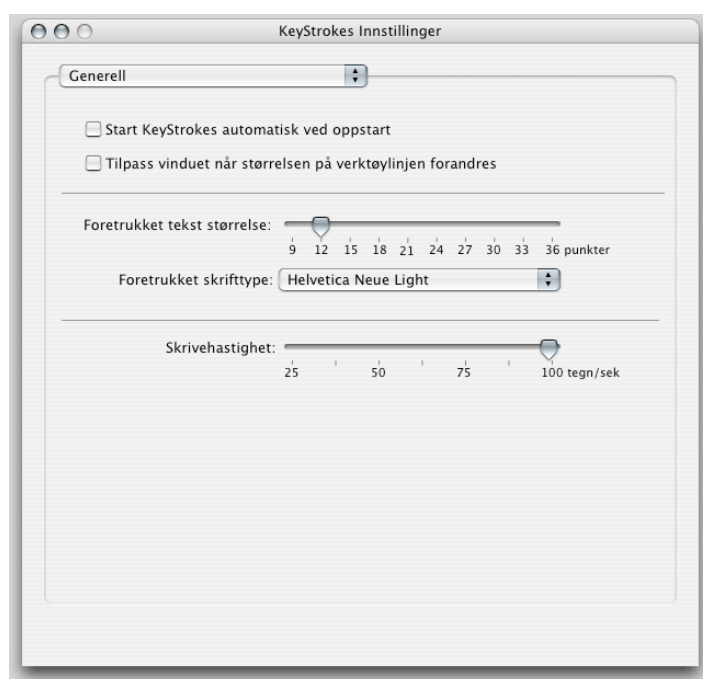 KeyStrokes Innstillinger
Generell
Start KeyStrokes automatisk ved oppstart
Tilpass vinduet når størrelsen på verktøylinjen forandres
Foretrukket tekst størrelse:
9 12 15 18 21 24 27 30 33 36 punkter
Foretrukket skrifttype: Helvetica Neue Light
Skrivehastighet:
25 50 75 100 tegn/sek